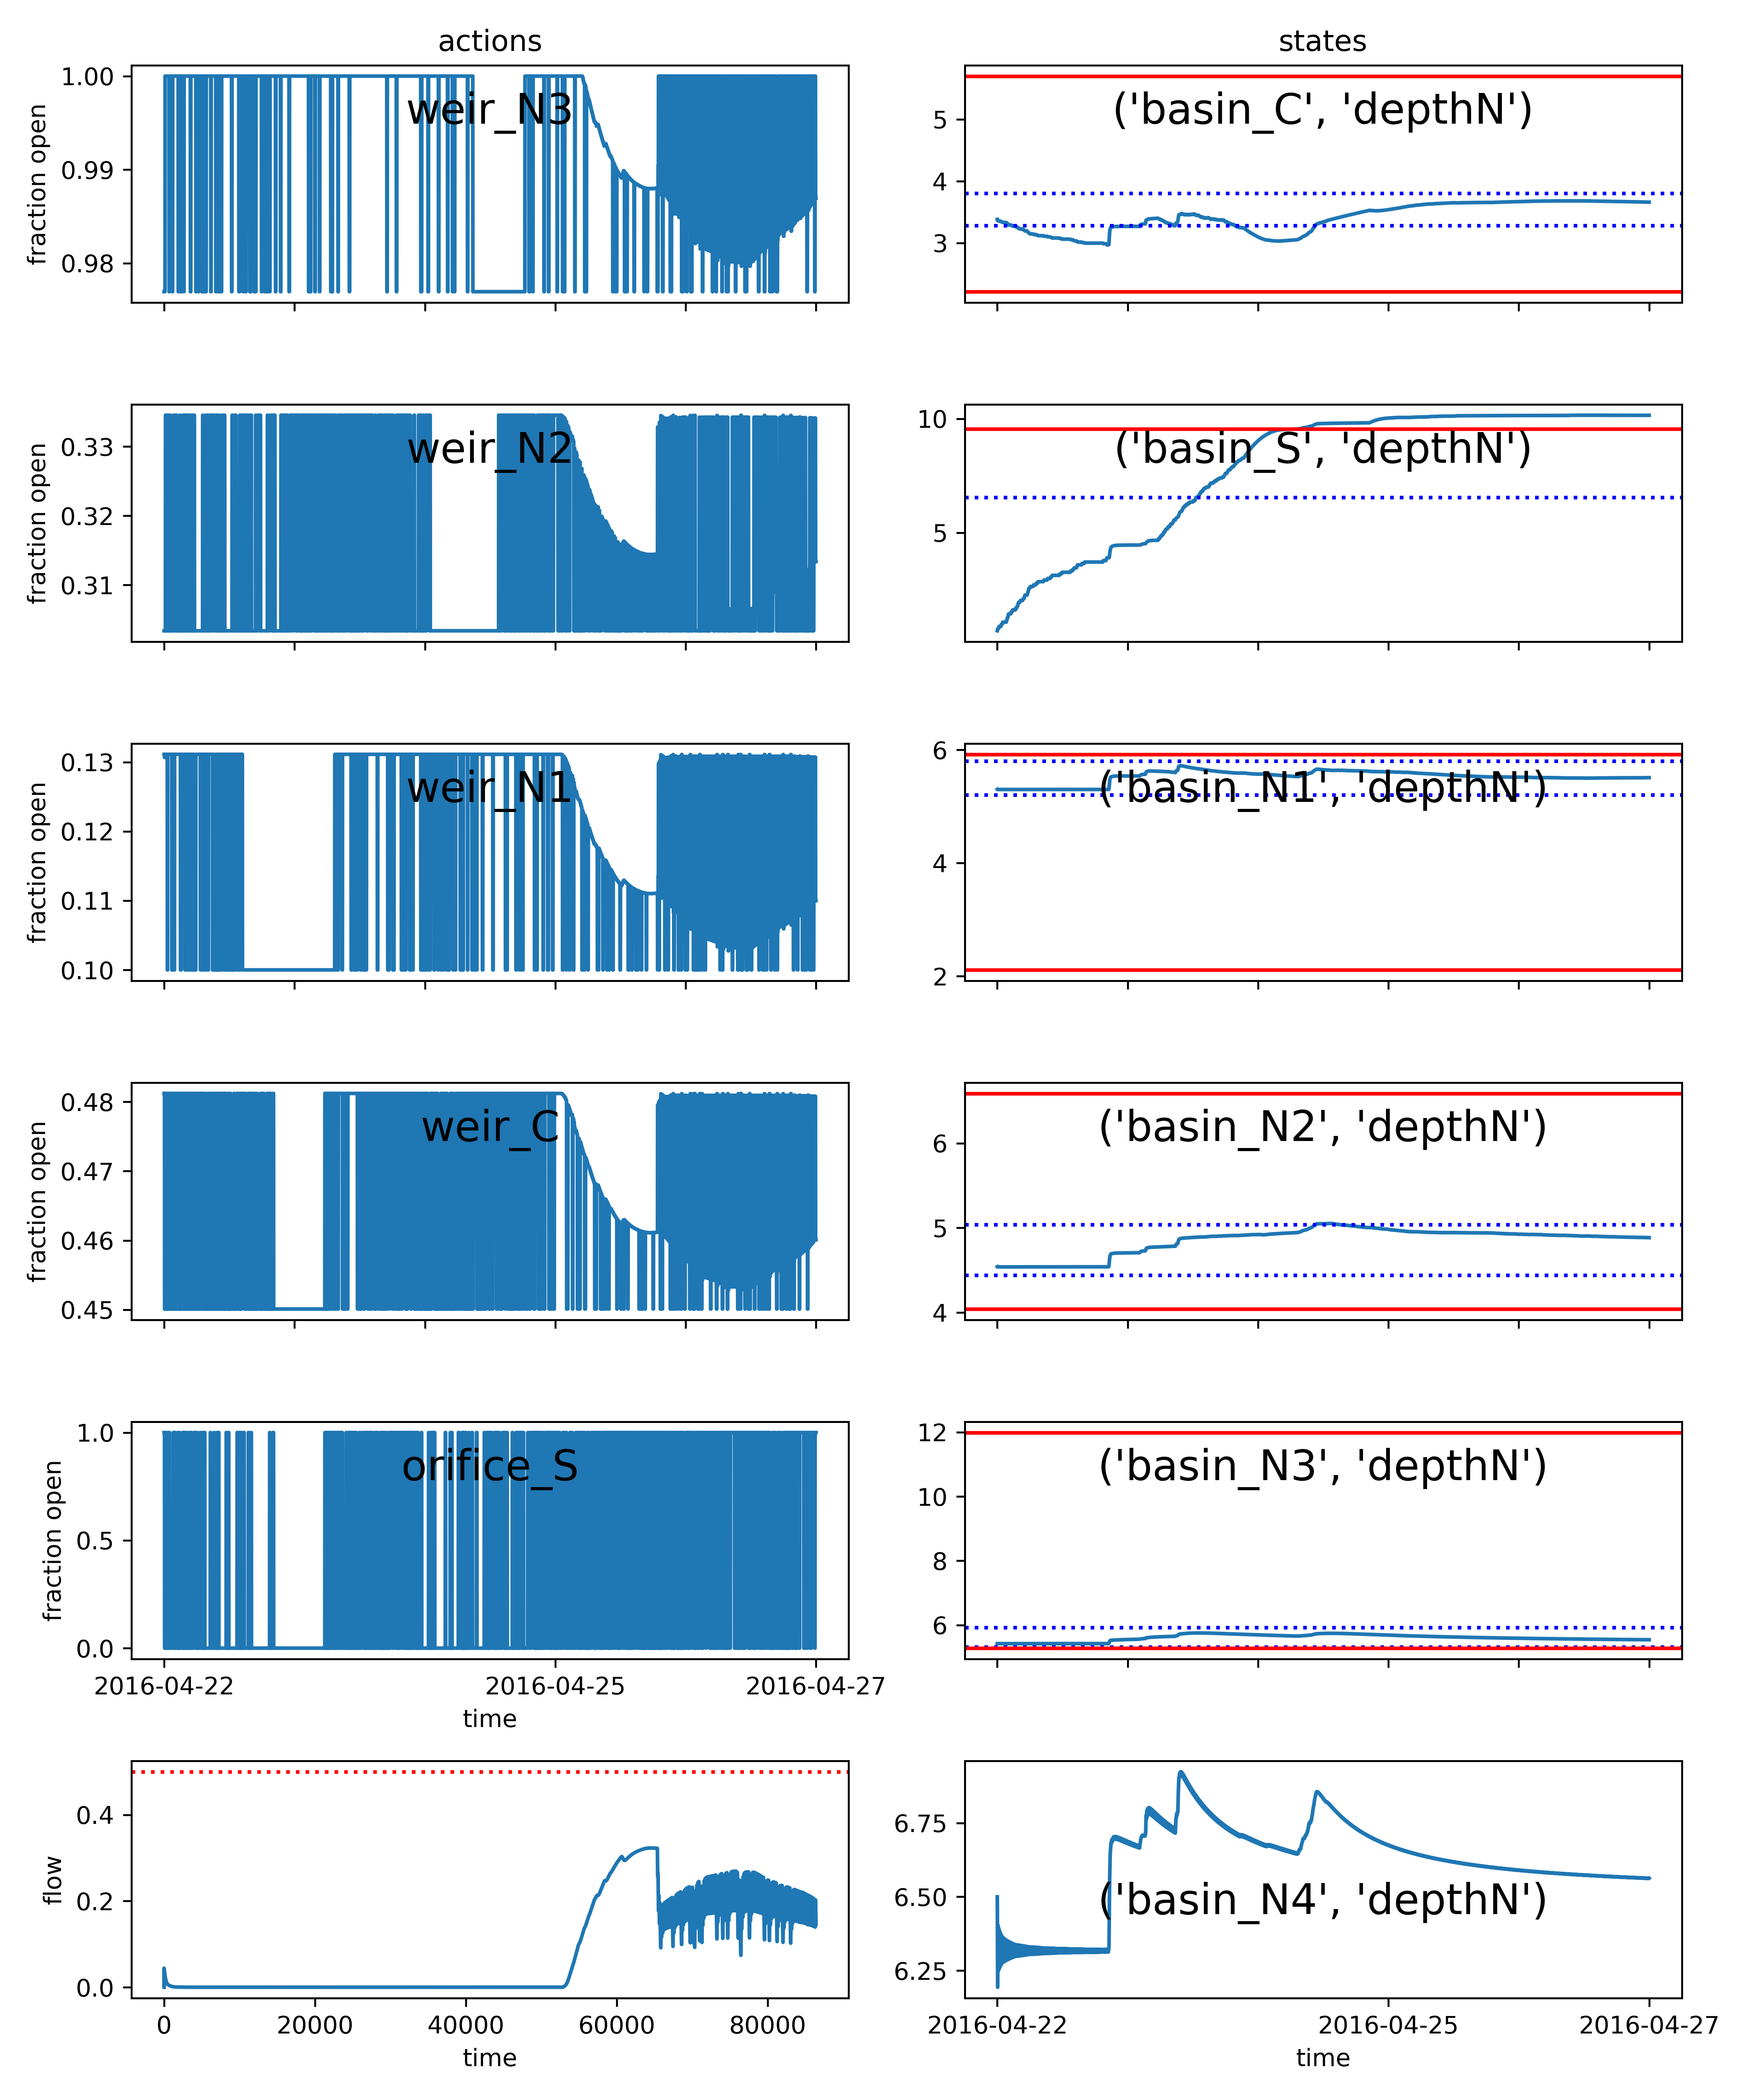 actions
states
1.00
0.99
0.98
fraction open
weir_N3
5
4
3
('basin_C', 'depthN')
0.33
0.32
0.31
fraction open
weir_N2
10
5
('basin_S', 'depthN')
0.13
0.12
0.11
0.10
fraction open
weir_N1
6
4
2
('basin_N1', 'depthN')
0.48
0.47
0.46
0.45
fraction open
weir_C
6
5
4
('basin_N2', 'depthN')
1.0
0.5
0.0
fraction open
orifice_S
2016-04-22
2016-04-25
2016-04-27
time
12
10
8
6
('basin_N3', 'depthN')
0.4
0.2
0.0
flow
0
20000
40000
60000
80000
time
6.75
6.50
6.25
('basin_N4', 'depthN')
2016-04-22
2016-04-25
2016-04-27
time